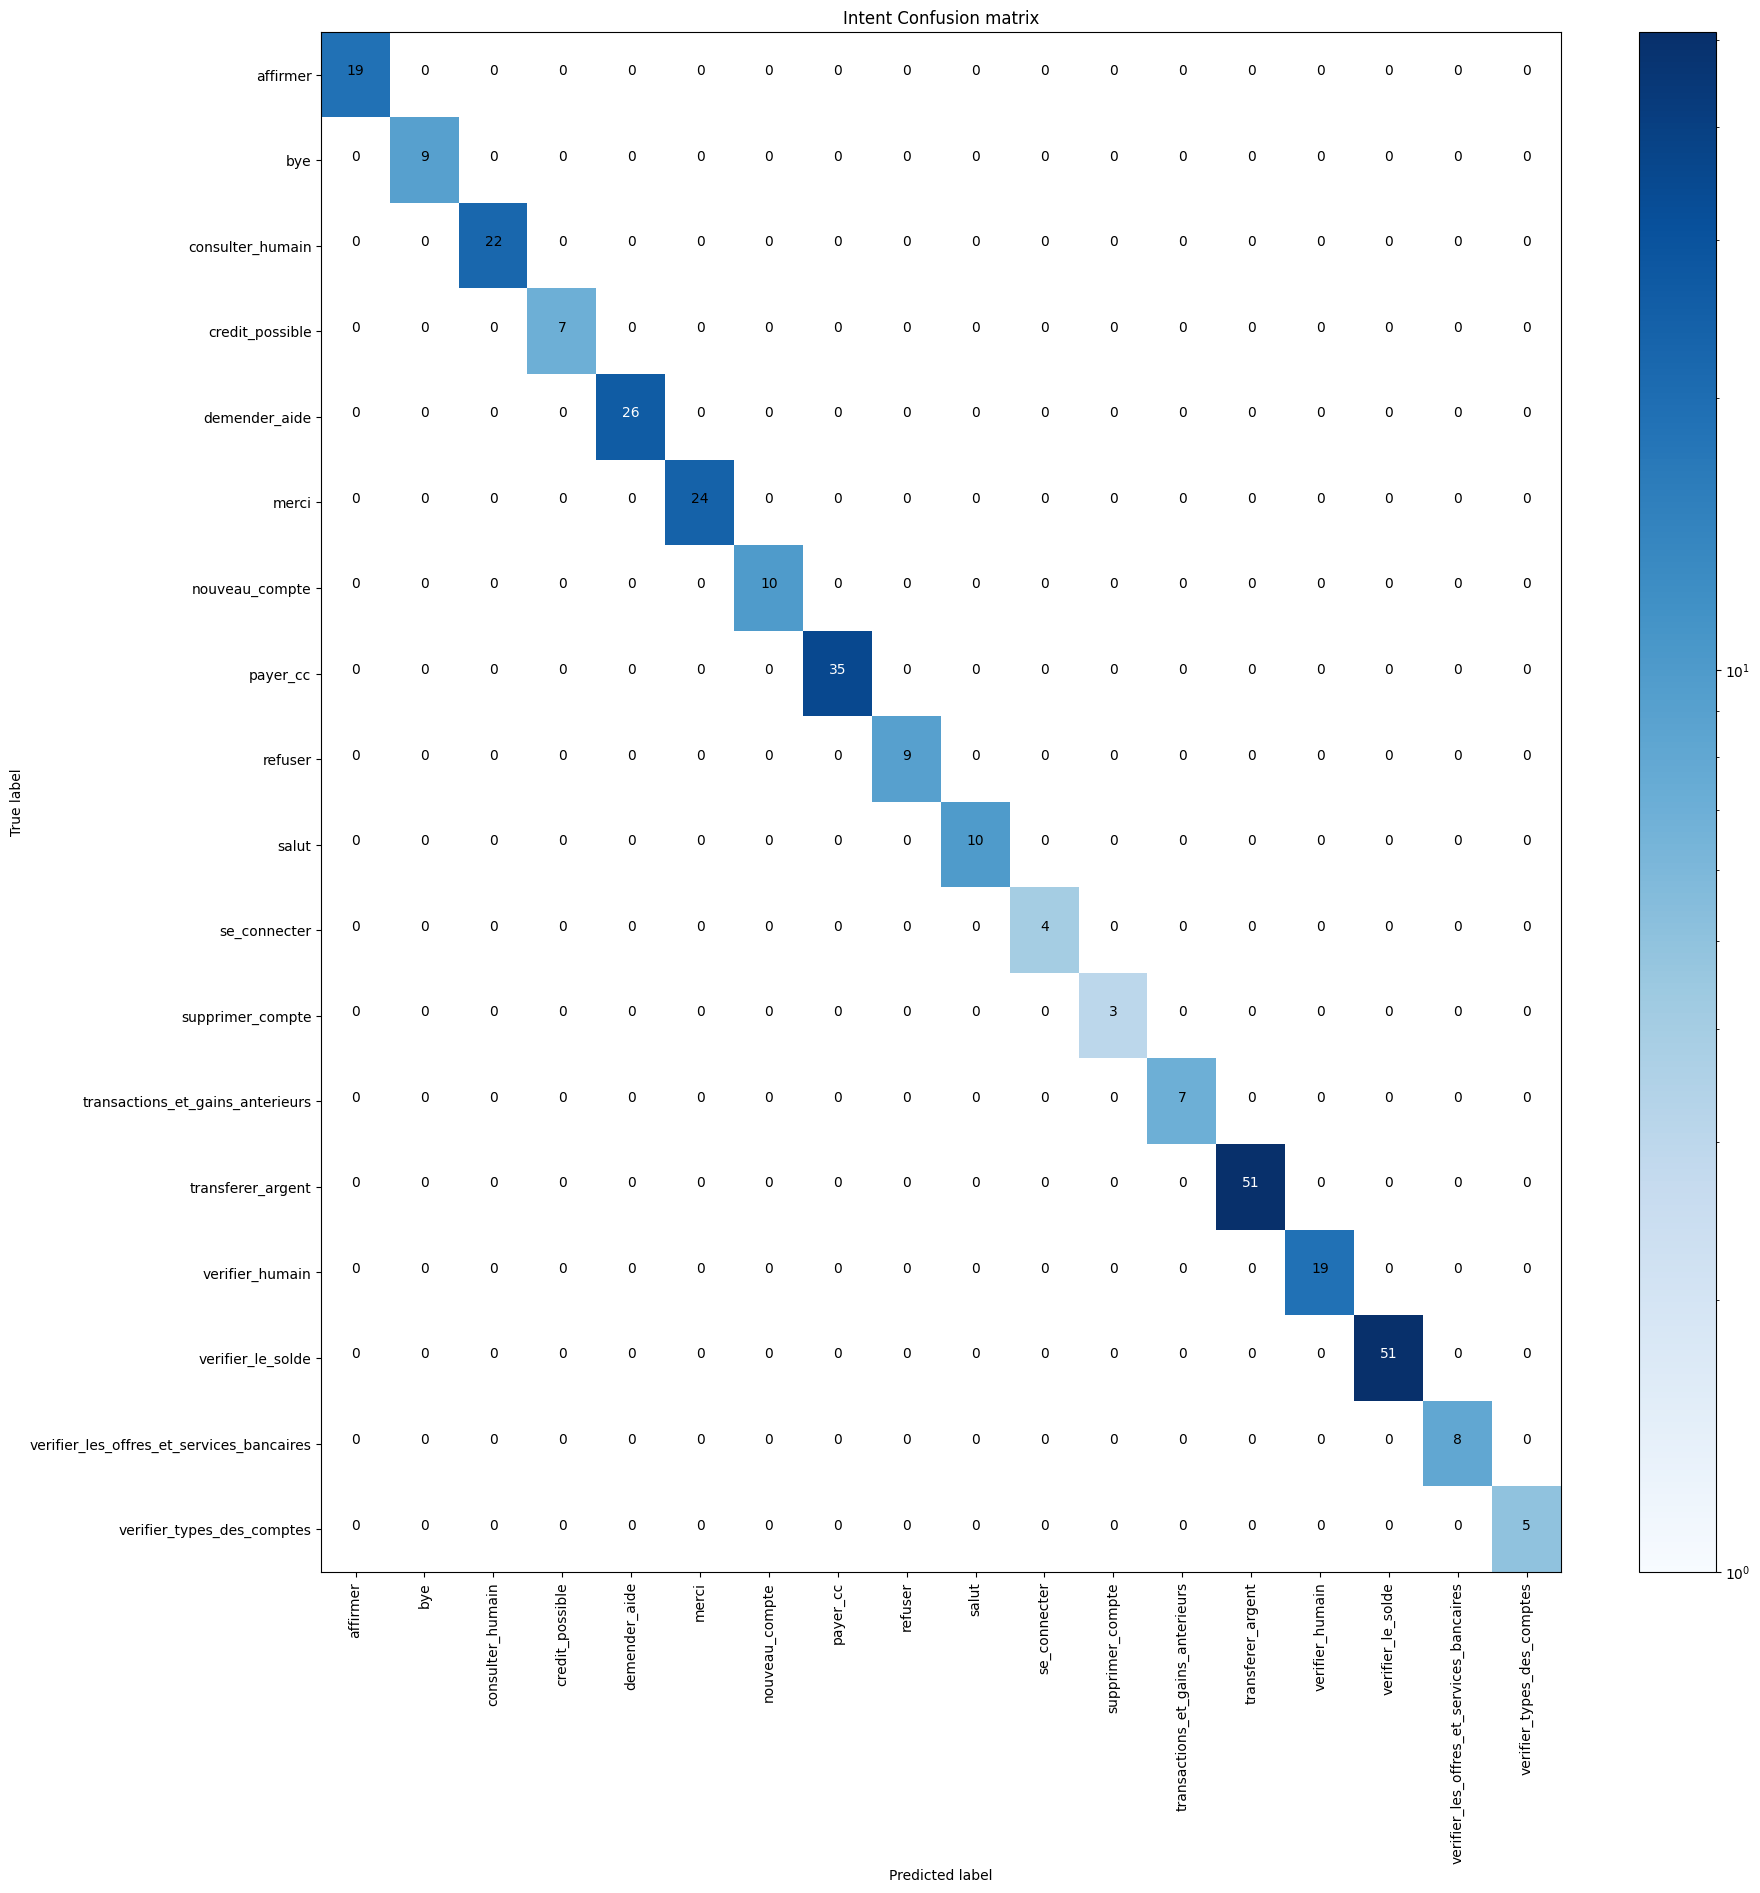 Intent Confusion matrix
affirmer 19 0 0 0 0 0 0 0 0 0 0 0 0 0 0 0 0 0
bye 0 9 0 0 0 0 0 0 0 0 0 0 0 0 0 0 0 0
consulter_humain 0 0 22 0 0 0 0 0 0 0 0 0 0 0 0 0 0 0
credit_possible 0 0 0 7 0 0 0 0 0 0 0 0 0 0 0 0 0 0
demender_aide 0 0 0 0 26 0 0 0 0 0 0 0 0 0 0 0 0 0
merci 0 0 0 0 0 24 0 0 0 0 0 0 0 0 0 0 0 0
nouveau_compte 0 0 0 0 0 0 10 0 0 0 0 0 0 0 0 0 0 0
payer_cc 0 0 0 0 0 0 0 35 0 0 0 0 0 0 0 0 0 0
refuser 0 0 0 0 0 0 0 0 9 0 0 0 0 0 0 0 0 0
salut 0 0 0 0 0 0 0 0 0 10 0 0 0 0 0 0 0 0
se_connecter 0 0 0 0 0 0 0 0 0 0 4 0 0 0 0 0 0 0
supprimer_compte 0 0 0 0 0 0 0 0 0 0 0 3 0 0 0 0 0 0
transactions_et_gains_anterieurs 0 0 0 0 0 0 0 0 0 0 0 0 7 0 0 0 0 0
transferer_argent 0 0 0 0 0 0 0 0 0 0 0 0 0 51 0 0 0 0
verifier_humain 0 0 0 0 0 0 0 0 0 0 0 0 0 0 19 0 0 0
verifier_le_solde 0 0 0 0 0 0 0 0 0 0 0 0 0 0 0 51 0 0
verifier_les_offres_et_services_bancaires 0 0 0 0 0 0 0 0 0 0 0 0 0 0 0 0 8 0
verifier_types_des_comptes 0 0 0 0 0 0 0 0 0 0 0 0 0 0 0 0 0 5
True label
affirmer
bye
consulter_humain
credit_possible
demender_aide
merci
nouveau_compte
payer_cc
refuser
salut
se_connecter
supprimer_compte
transactions_et_gains_anterieurs
transferer_argent
verifier_humain
verifier_le_solde
verifier_les_offres_et_services_bancaires
verifier_types_des_comptes
Predicted label
10¹
10⁰